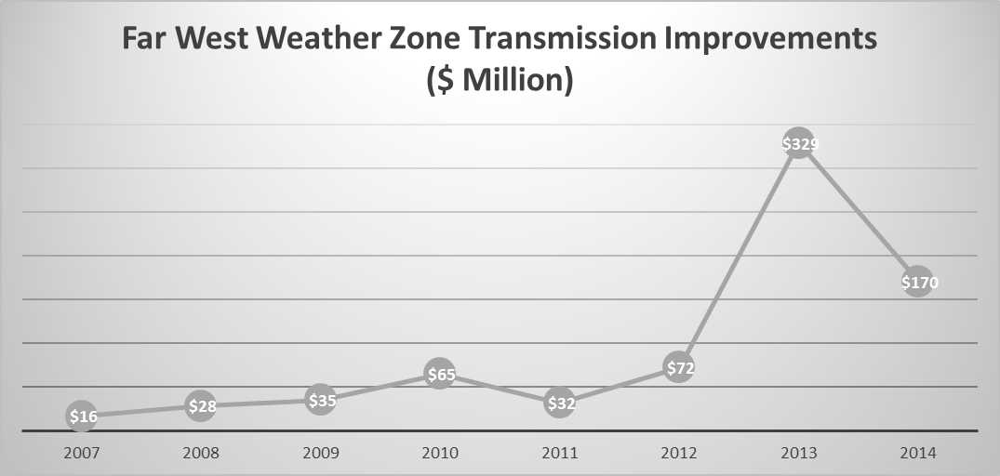 Far West Weather Zone Transmission Improvements
($ Million)
$329
$170
$72
$65
$35
$32
$28
$16
2007 2008 2009 2010 2011 2012 2013 2014